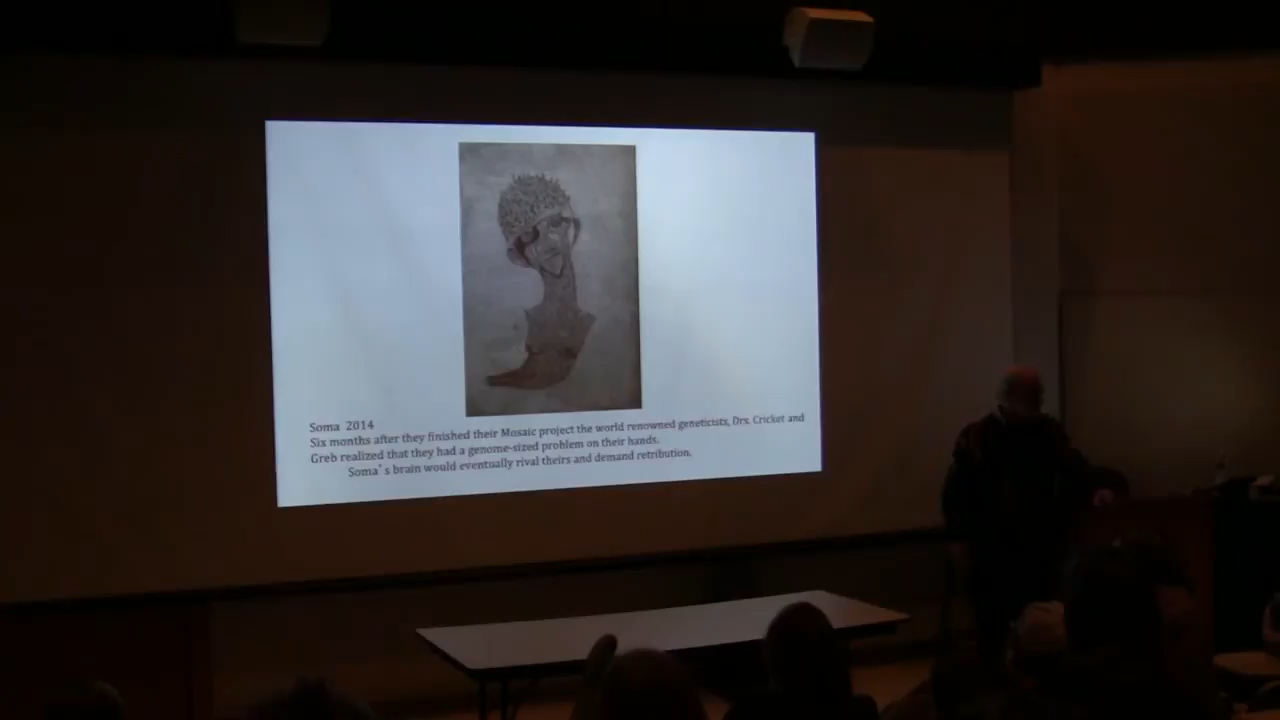 Soma 2014
Six months after they finished their Mosaic project the world renowned geneticists, Drs. Cricket and
Greb realized that they had a genome-sized problem on their hands.
Soma's brain would eventually rival theirs and demand retribution.